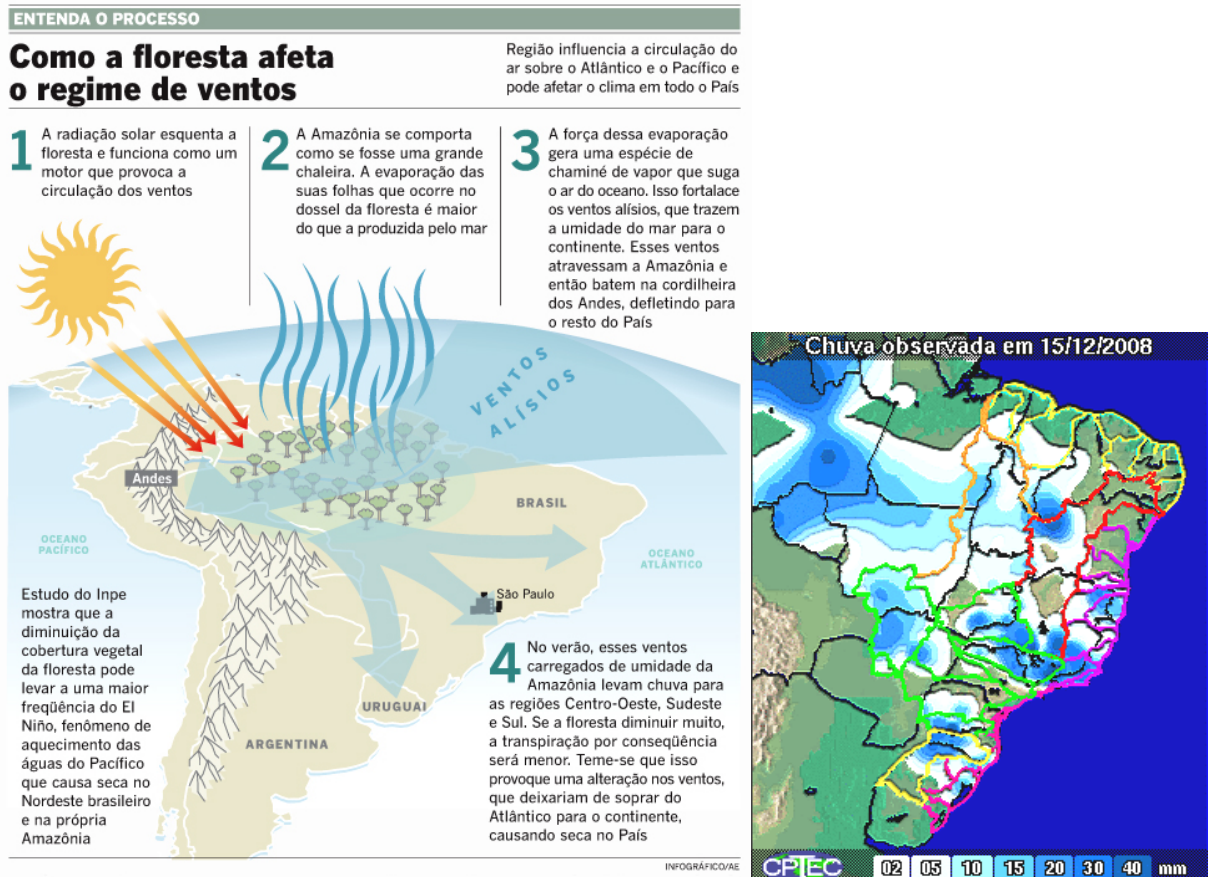 ENTENDA O PROCESSO
Como a floresta afeta
o regime de ventos
Região influencia a circulação do
ar sobre o Atlântico e o Pacífico e
pode afetar o clima em todo o País
1
A radiação solar esquenta a
floresta e funciona como um
motor que provoca a
circulação dos ventos
2
A Amazônia se comporta
como se fosse uma grande
chaleira. A evaporação das
suas folhas que ocorre no
dossel da floresta é maior
do que a produzida pelo mar
3
A força dessa evaporação
gera uma espécie de
chaminé de vapor que suga
o ar do oceano. Isso fortalace
os ventos alísios, que trazem
a umidade do mar para o
continente. Esses ventos
atravessam a Amazônia e
então batem na cordilheira
dos Andes, defletindo para
o resto do País
VENTOS
ALÍSIOS
Andes
BRASIL
OCEANO
PACÍFICO
OCEANO
ATLÂNTICO
São Paulo
URUGUAI
ARGENTINA
Estudo do Inpe
mostra que a
diminuição da
cobertura vegetal
da floresta pode
levar a uma maior
freqüência do El
Niño, fenômeno de
aquecimento das
águas do Pacífico
que causa seca no
Nordeste brasileiro
e na própria
Amazônia
4
No verão, esses ventos
carregados de umidade da
Amazônia levam chuva para
as regiões Centro-Oeste, Sudeste
e Sul. Se a floresta diminuir muito,
a transpiração por conseqüência
será menor. Teme-se que isso
provoque uma alteração nos ventos,
que deixariam de soprar do
Atlântico para o continente,
causando seca no País
INFOGRÁFICO/AE
Chuva observada em 15/12/2008
CPTEC 02 05 10 15 20 30 40 mm